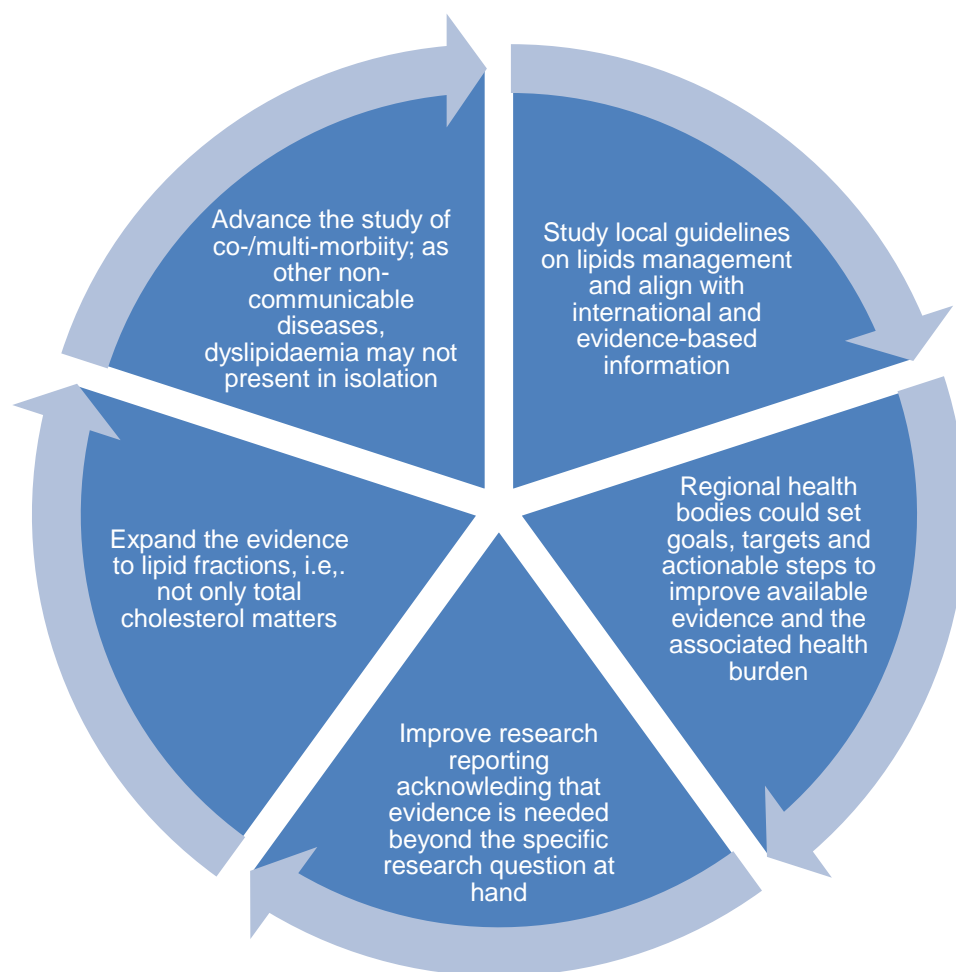 Study local guidelines
on lipids management
and align with
international and
evidence-based
information
Regional health
bodies could set
goals, targets and
actionable steps to
improve available
evidence and the
associated health
burden
Improve research
reporting
acknowleding that
evidence is needed
beyond the specific
research question at
hand
Expand the evidence
to lipid fractions, i.e,.
not only total
cholesterol matters
Advance the study of
co-/multi-morbiity; as
other non-
communicable
diseases,
dyslipidaemia may not
present in isolation